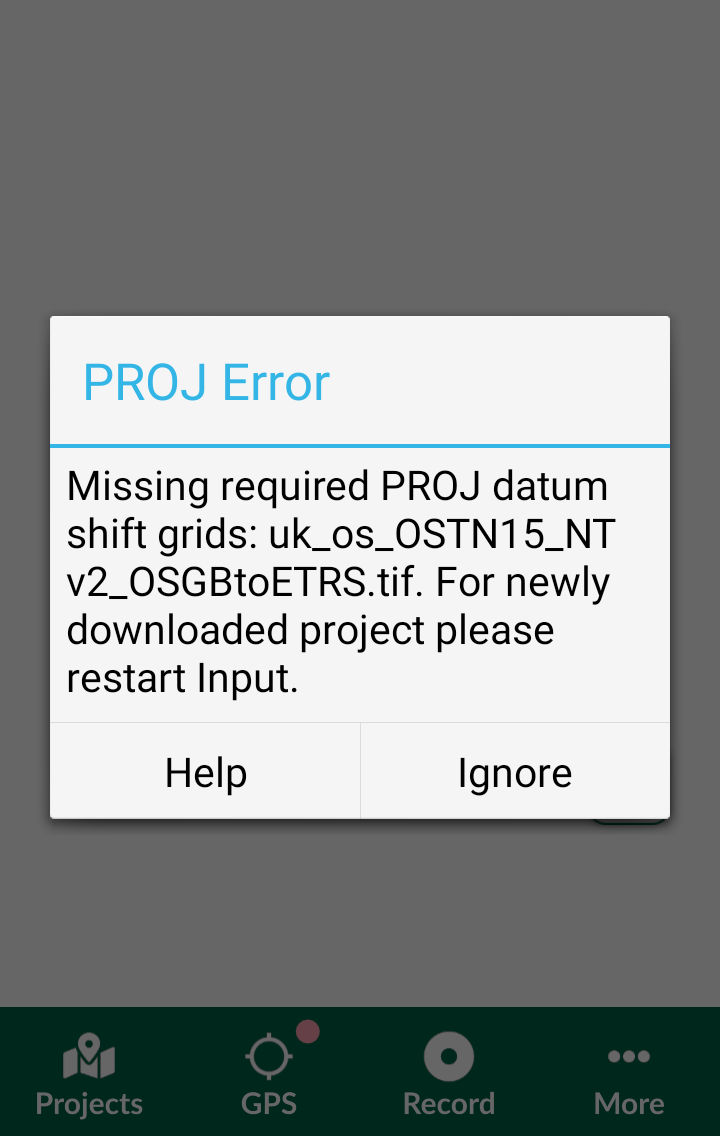 PROJ Error
Missing required PROJ datum
shift grids: uk_os_OSTN15_NT
v2_OSGBtoETRS.tif. For newly
downloaded project please
restart Input.
Help
Ignore
Projects
GPS
Record
More